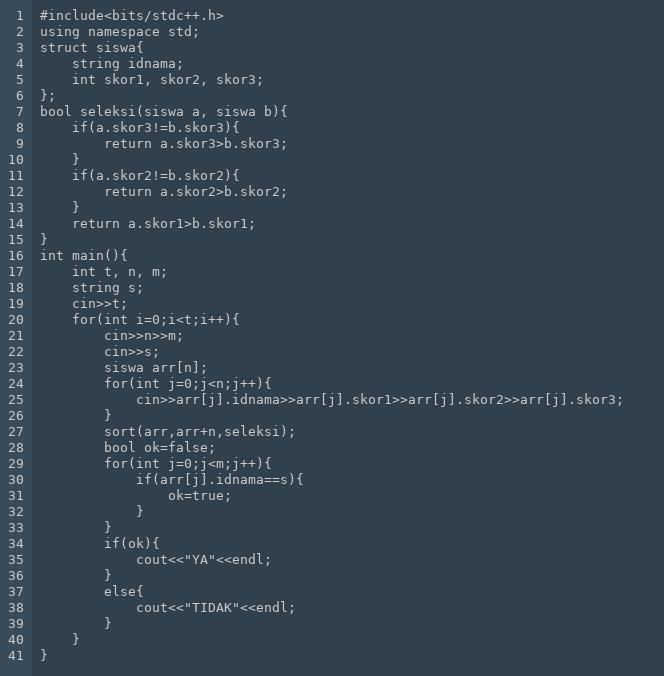 1 #include<bits/stdc++.h>
2 using namespace std;
3 struct siswa{
4     string idnama;
5     int skor1, skor2, skor3;
6 };
7 bool seleksi(siswa a, siswa b){
8     if(a.skor3!=b.skor3){
9         return a.skor3>b.skor3;
10     }
11     if(a.skor2!=b.skor2){
12         return a.skor2>b.skor2;
13     }
14     return a.skor1>b.skor1;
15 }
16 int main(){
17     int t, n, m;
18     string s;
19     cin>>t;
20     for(int i=0;i<t;i++){
21         cin>>n>>m;
22         cin>>s;
23         siswa arr[n];
24         for(int j=0;j<n;j++){
25             cin>>arr[j].idnama>>arr[j].skor1>>arr[j].skor2>>arr[j].skor3;
26         }
27         sort(arr,arr+n,seleksi);
28         bool ok=false;
29         for(int j=0;j<m;j++){
30             if(arr[j].idnama==s){
31                 ok=true;
32             }
33         }
34         if(ok){
35             cout<<"YA"<<endl;
36         }
37         else{
38             cout<<"TIDAK"<<endl;
39         }
40     }
41 }